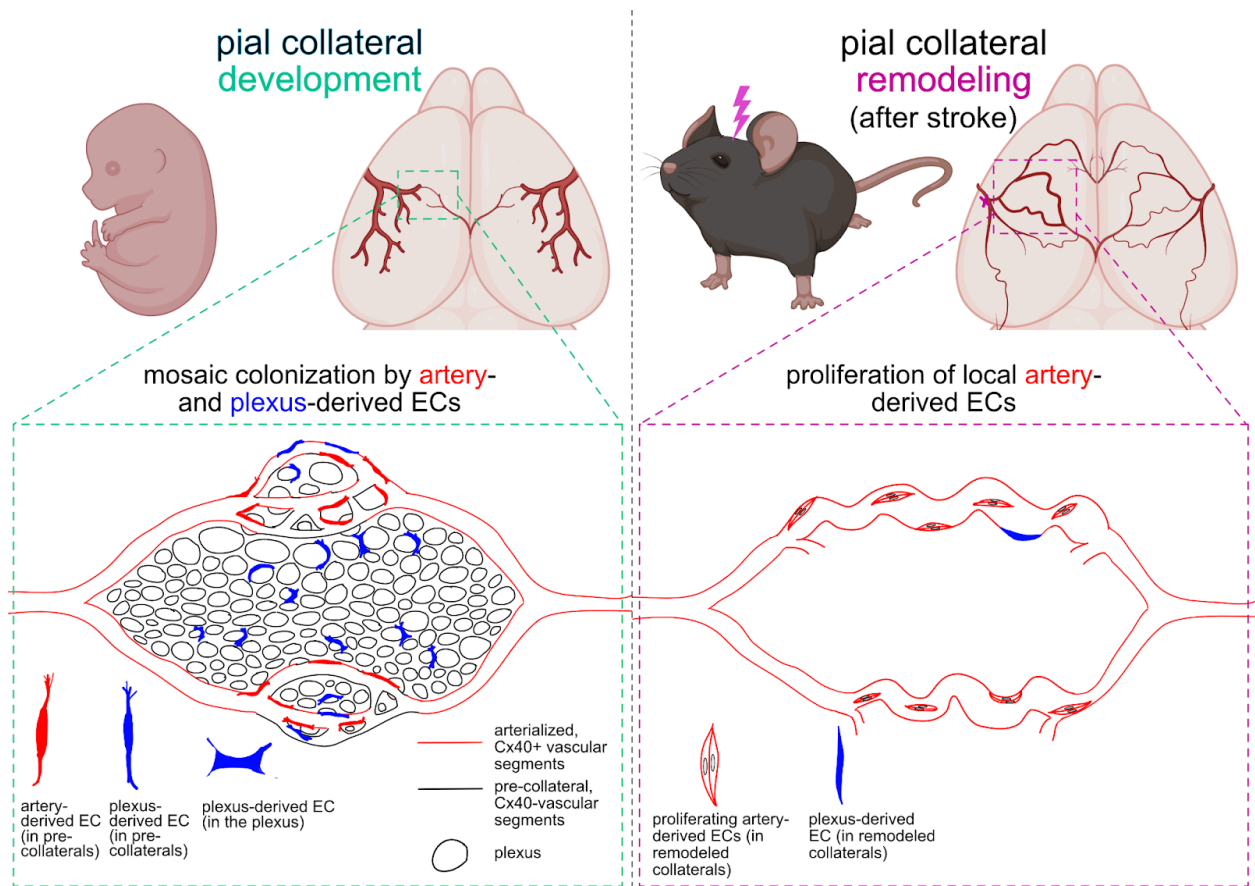 pial collateral
development
mosaic colonization by artery-
and plexus-derived ECs
artery-
derived EC
(in pre-
collaterals)
plexus-
derived EC
(in pre-
collaterals)
plexus-derived EC
(in the plexus)
arterialized,
Cx40+ vascular
segments
pre-collateral,
Cx40-vascular
segments
plexus
pial collateral
remodeling
(after stroke)
proliferation of local artery-
derived ECs
proliferating artery-
derived ECs (in
remodeled
collaterals)
plexus-derived
EC (in remodeled
collaterals)